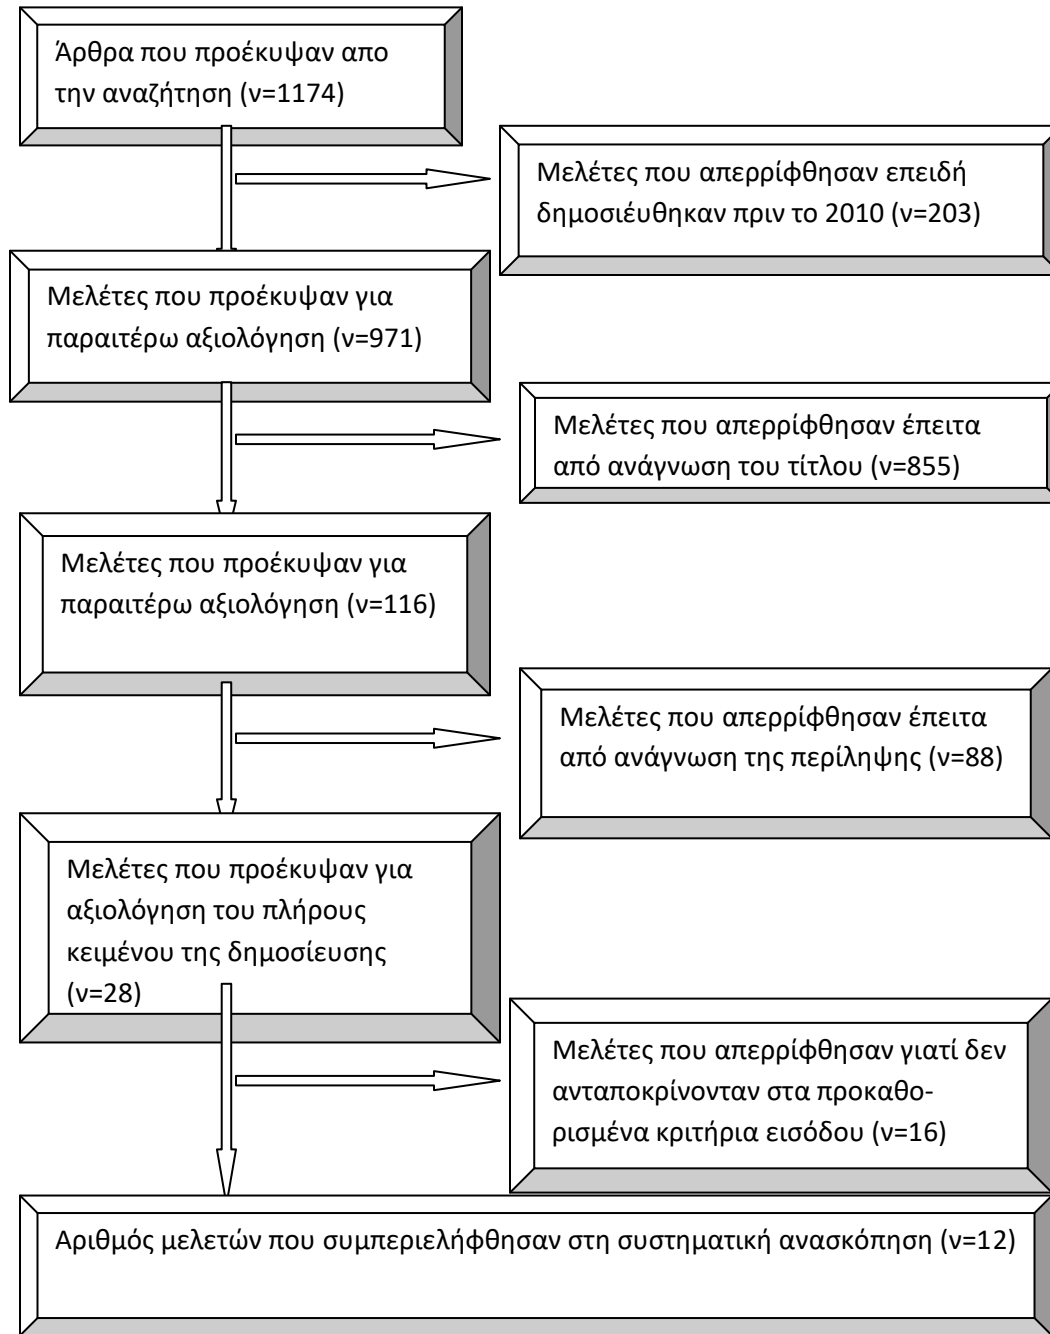 Άρθρα που προέκυψαν απο
την αναζήτηση (ν=1174)
Μελέτες που απερρίφθησαν επειδή
δημοσιέυθηκαν πριν το 2010 (ν=203)
Μελέτες που προέκυψαν για
παραιτέρω αξιολόγηση (ν=971)
Μελέτες που απερρίφθησαν έπειτα
από ανάγνωση του τίτλου (ν=855)
Μελέτες που προέκυψαν για
παραιτέρω αξιολόγηση (ν=116)
Μελέτες που απερρίφθησαν έπειτα
από ανάγνωση της περίληψης (ν=88)
Μελέτες που προέκυψαν για
αξιολόγηση του πλήρους
κειμένου της δημοσίευσης
(ν=28)
Μελέτες που απερρίφθησαν γιατί δεν
ανταποκρίνονταν στα προκαθο-
ρισμένα κριτήρια εισόδου (ν=16)
Αριθμός μελετών που συμπεριελήφθησαν στη συστηματική ανασκόπηση (ν=12)